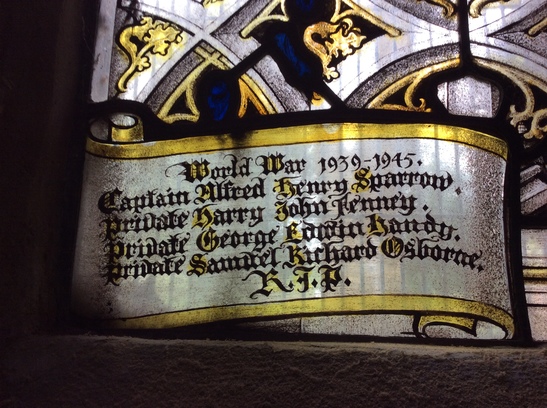 World War 1939-1945.
Captain Alfred Henry Sparrow.
Private Harry John Fenney.
Private George Edwin Handy.
Private Samuel Richard Osborne.
R.I.P.